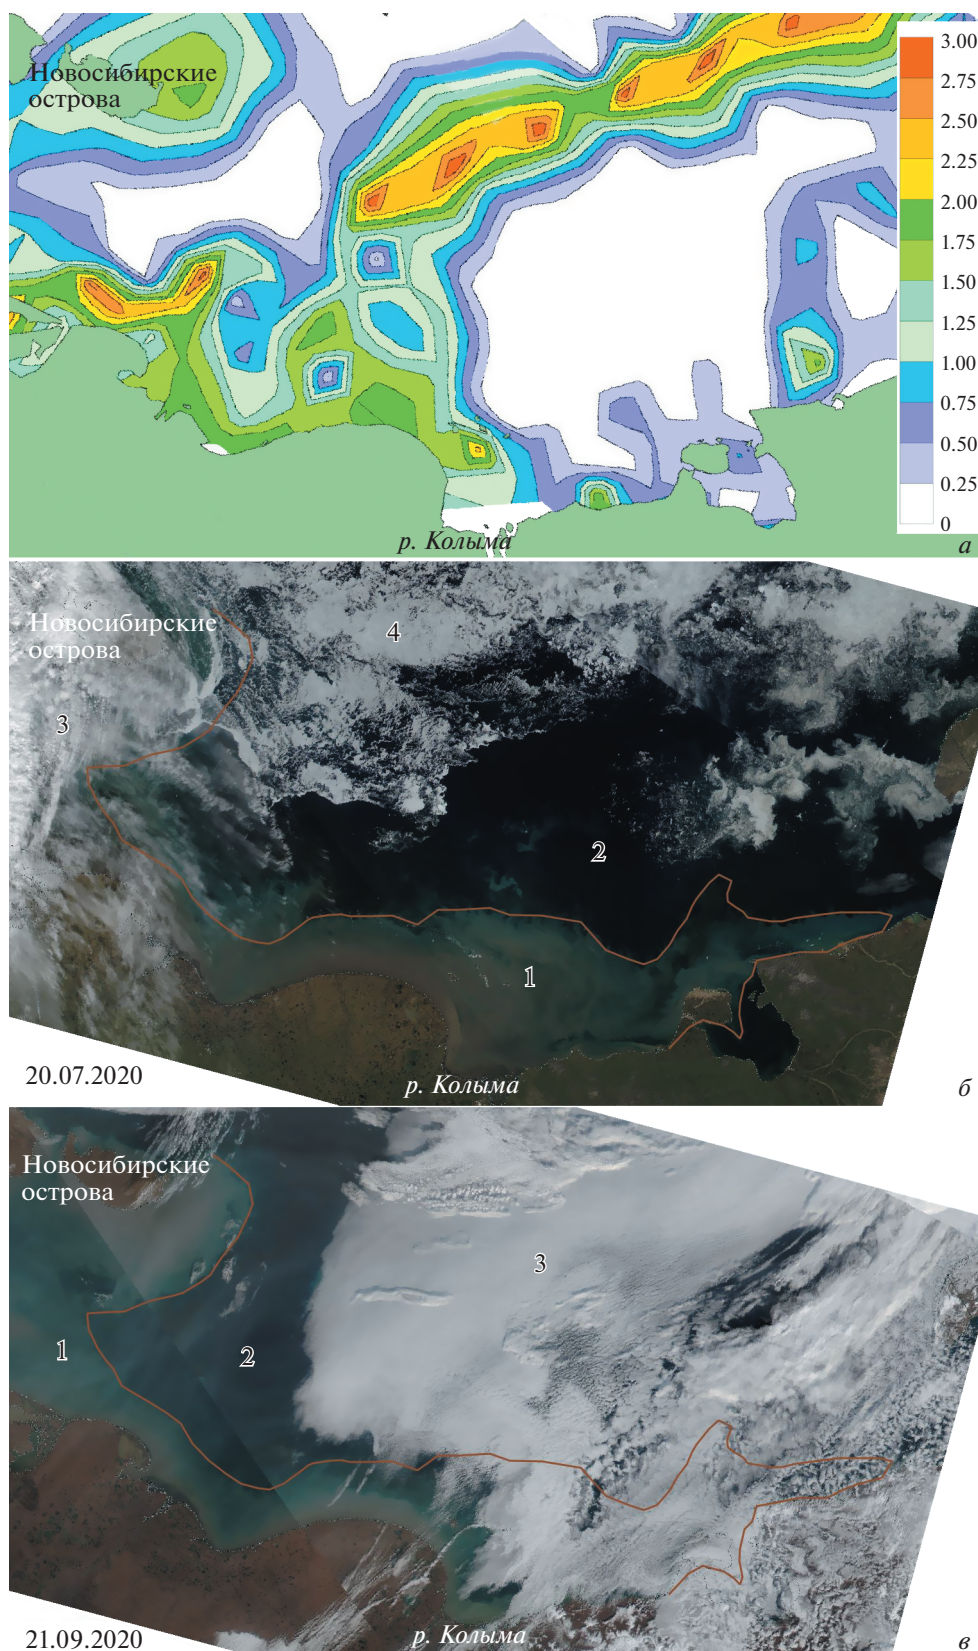 Новосибирские
острова
3.00
2.75
2.50
2.25
2.00
1.75
1.50
1.25
1.00
0.75
0.50
0.25
0
р. Колыма
а
Новосибирские
острова
4
3
2
1
20.07.2020
р. Колыма
б
Новосибирские
острова
3
1
2
21.09.2020
р. Колыма
в